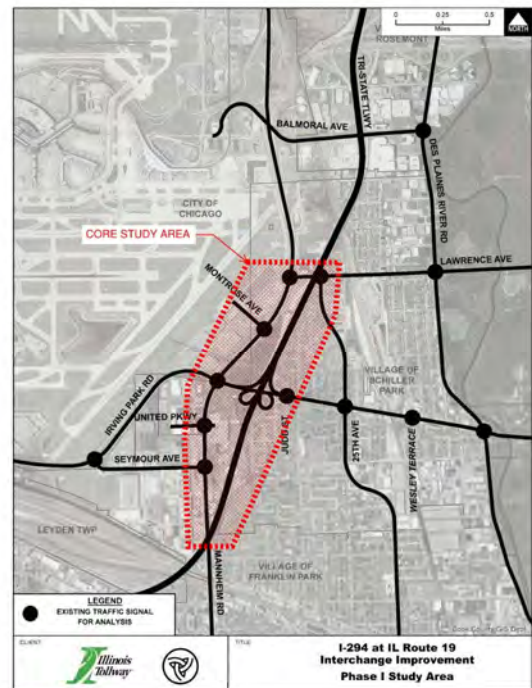 0 0.25 0.5
Miles
NORTH
ROSEMONT
TRI-STATE TLWY
BALMORAL AVE
DES PLAINES RIVER RD
CITY OF
CHICAGO
CORE STUDY AREA
LAWRENCE AVE
MONTROSE AVE
VILLAGE OF
SCHILLER
PARK
IRVING PARK RD
UNITED PKWY
JUDD ST
25TH AVE
WESLEY TERRACE
SEYMOUR AVE
LEYDEN TWP
MANNHEIM RD
VILLAGE OF
FRANKLIN PARK
LEGEND
EXISTING TRAFFIC SIGNAL
FOR ANALYSIS
CLIENT
Illinois
Tollway
TITLE
I-294 at IL Route 19
Interchange Improvement
Phase I Study Area